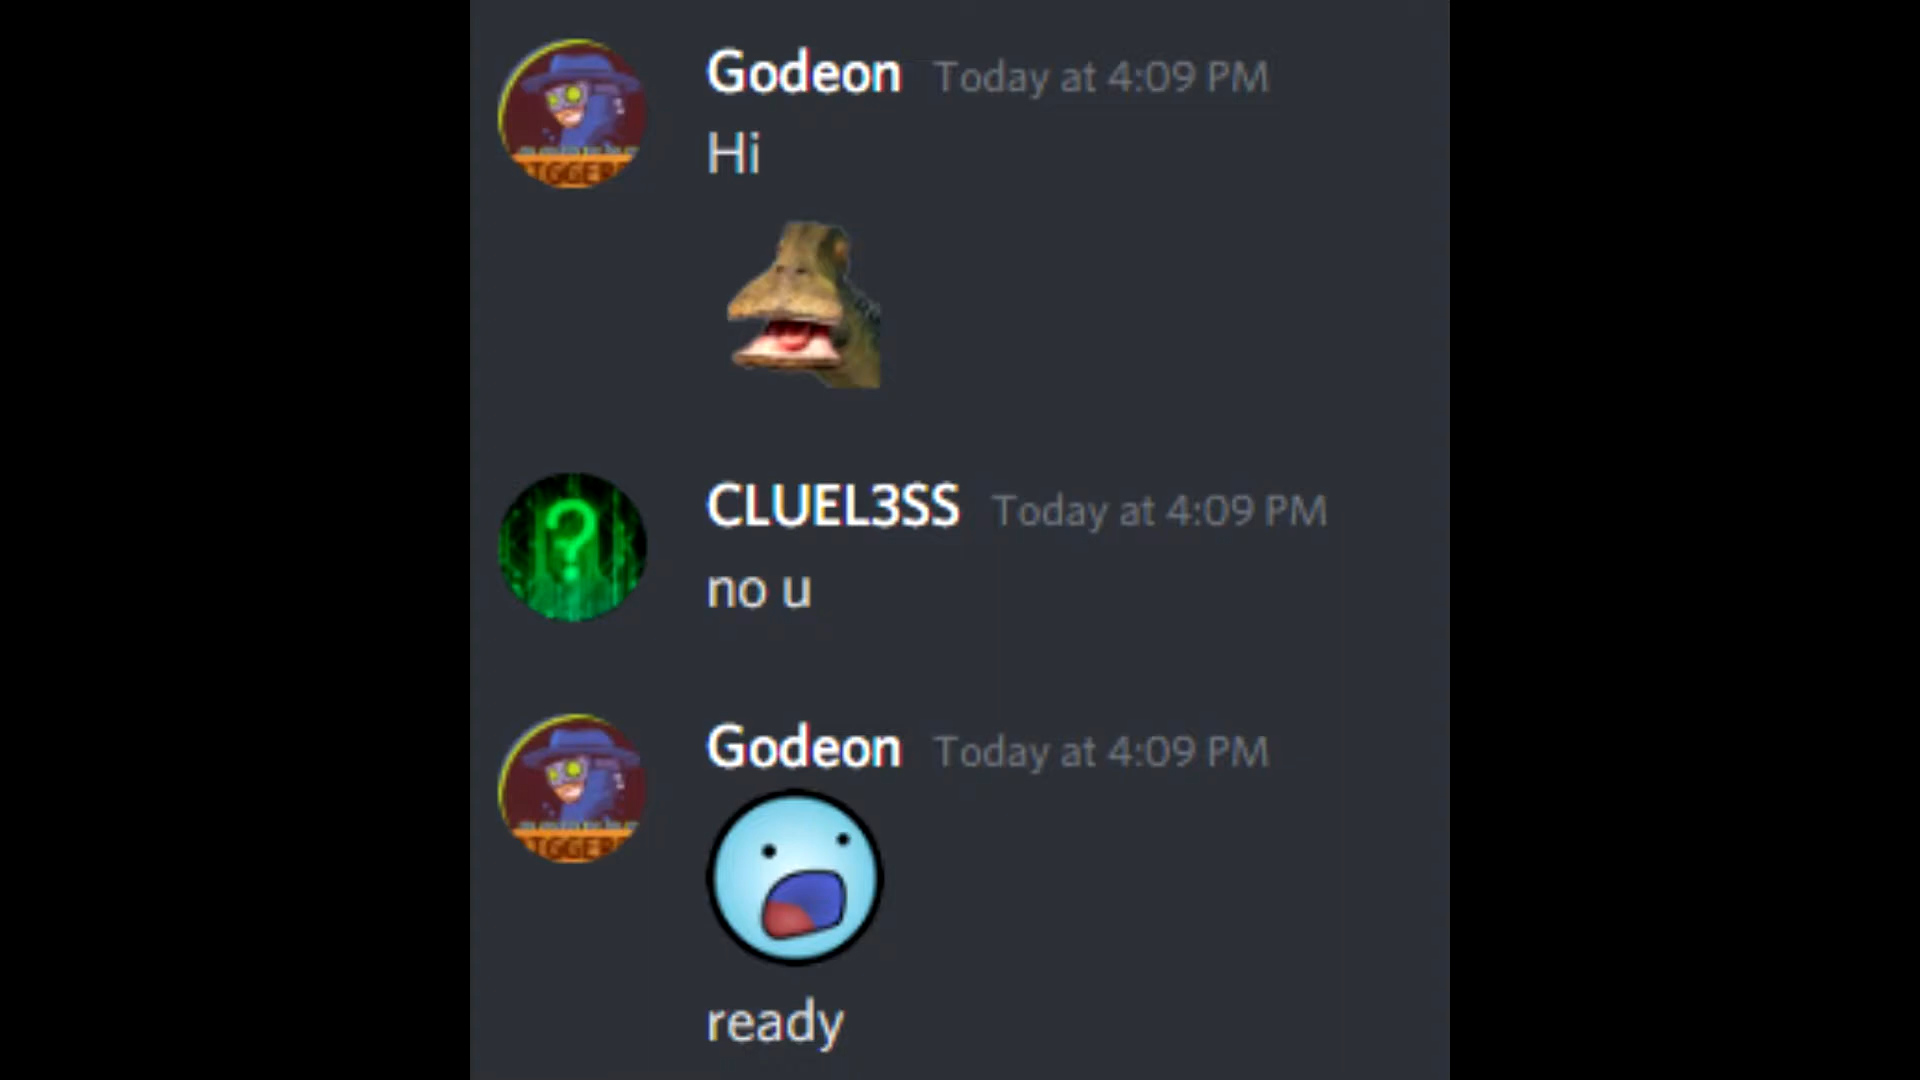 Godeon Today at 4:09 PM
Hi
CLUEL3SS Today at 4:09 PM
no u
Godeon Today at 4:09 PM
ready